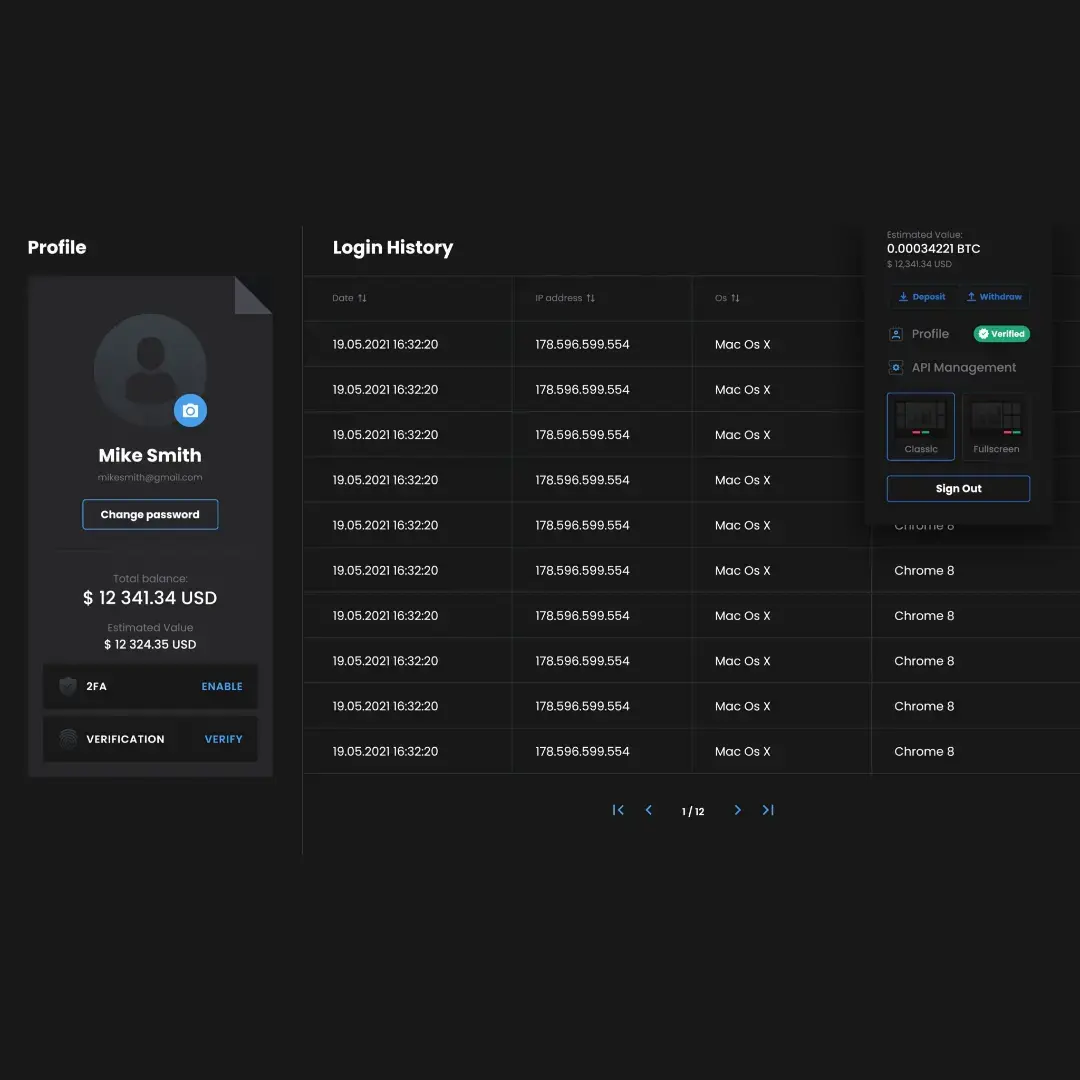 Profile
Mike Smith
mikesmith@gmail.com
Change password
Total balance:
$ 12 341.34 USD
Estimated Value
$ 12 324.35 USD
2FA ENABLE
VERIFICATION VERIFY
Login History
Date IP address Os
19.05.2021 16:32:20 178.596.599.554 Mac Os X
19.05.2021 16:32:20 178.596.599.554 Mac Os X
19.05.2021 16:32:20 178.596.599.554 Mac Os X
19.05.2021 16:32:20 178.596.599.554 Mac Os X
19.05.2021 16:32:20 178.596.599.554 Mac Os X Chrome 8
19.05.2021 16:32:20 178.596.599.554 Mac Os X Chrome 8
19.05.2021 16:32:20 178.596.599.554 Mac Os X Chrome 8
19.05.2021 16:32:20 178.596.599.554 Mac Os X Chrome 8
19.05.2021 16:32:20 178.596.599.554 Mac Os X Chrome 8
19.05.2021 16:32:20 178.596.599.554 Mac Os X Chrome 8
1 / 12
Estimated Value:
0.00034221 BTC
$ 12,341.34 USD
Deposit Withdraw
Profile Verified
API Management
Classic Fullscreen
Sign Out